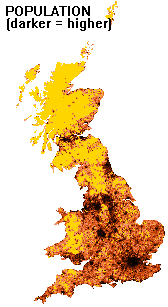 POPULATION
(darker = higher)